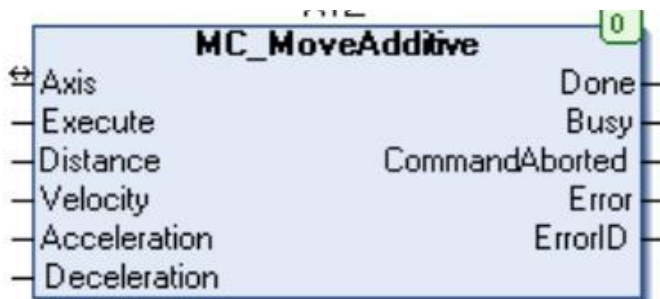 0
MC_MoveAdditive
Axis Done
Execute Busy
Distance CommandAborted
Velocity Error
Acceleration ErrorID
Deceleration